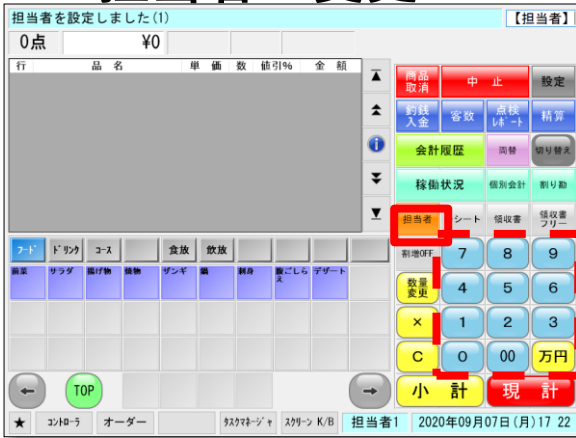 担当者を設定しました(1)
【担当者】
0点 ¥0
行 品 名 単 価 数 値引% 金 額
商品取消 中 止 設定
釣銭入金 客数 点検ﾚﾎﾟｰﾄ 精算
会計履歴 両替 切り替え
稼働状況 個別会計 割り勘
担当者 シート 領収書 領収書フリー
ﾌｰﾄﾞ ﾄﾞﾘﾝｸ ｺｰｽ 食放 飲放
割増OFF 7 8 9
前菜 サラダ 揚げ物 焼物 ザンギ 鍋 刺身 腹ごしらえ デザート
数量変更 4 5 6
× 1 2 3
C 0 00 万円
TOP
小 計 現 計
★ ｺﾝﾄﾛｰﾗ オーダー ﾀｽｸﾏﾈｰｼﾞｬ ｽｸﾘｰﾝ K/B 担当者1 2020年09月07日(月)17 22